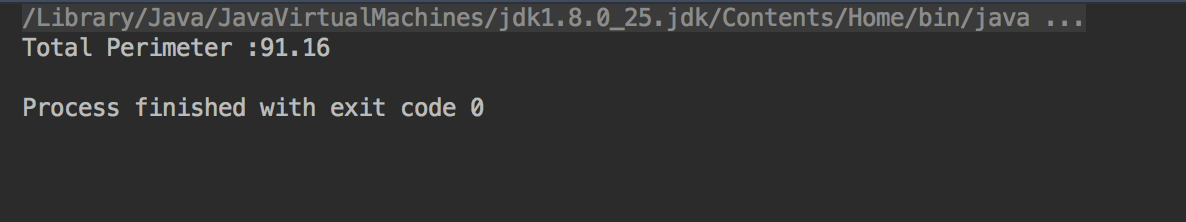 /Library/Java/JavaVirtualMachines/jdk1.8.0_25.jdk/Contents/Home/bin/java ...
Total Perimeter :91.16
Process finished with exit code 0